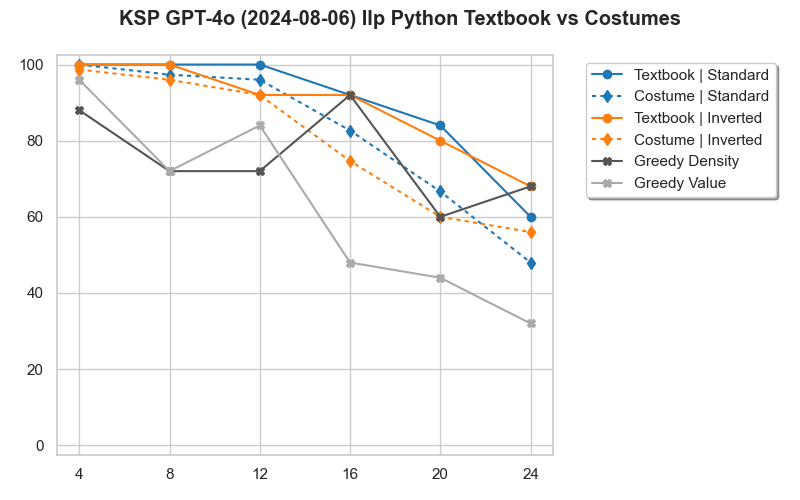 KSP GPT-4o (2024-08-06) Ilp Python Textbook vs Costumes
100
80
60
40
20
0
4 8 12 16 20 24
Textbook | Standard
Costume | Standard
Textbook | Inverted
Costume | Inverted
Greedy Density
Greedy Value